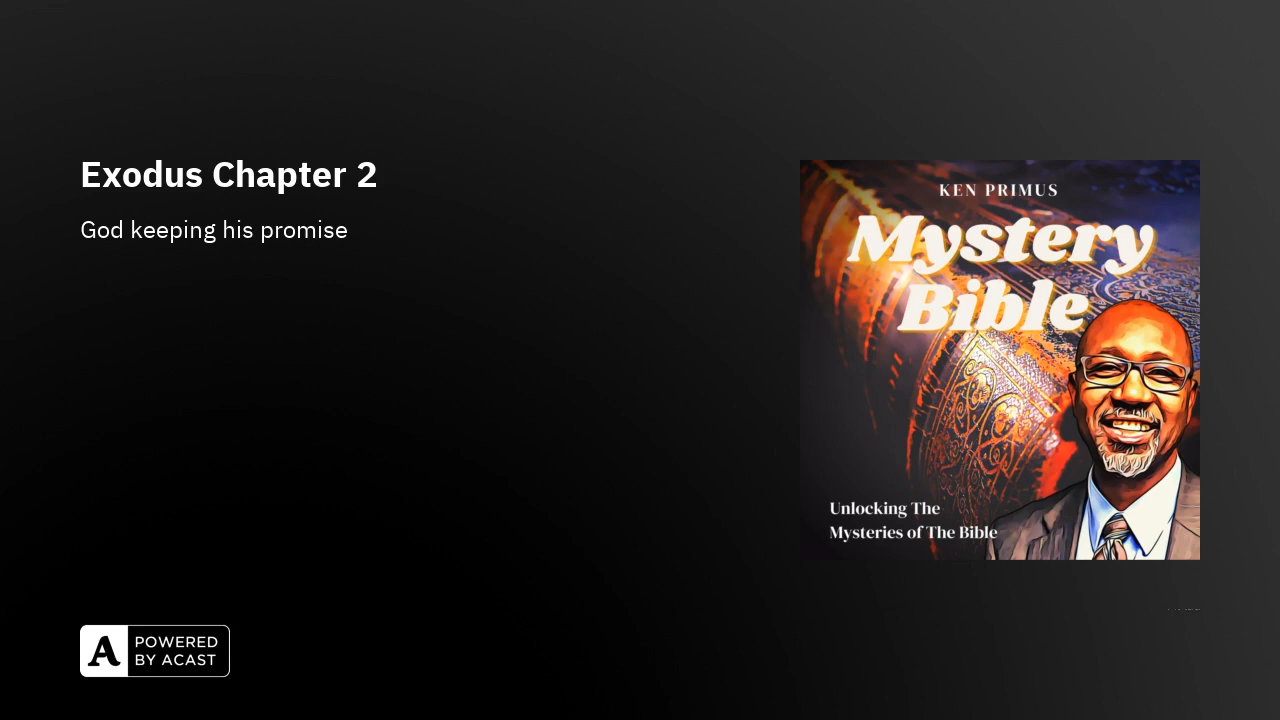 Exodus Chapter 2
God keeping his promise
KEN PRIMUS
Mystery
Bible
Unlocking The
Mysteries of The Bible
A POWERED
BY ACAST